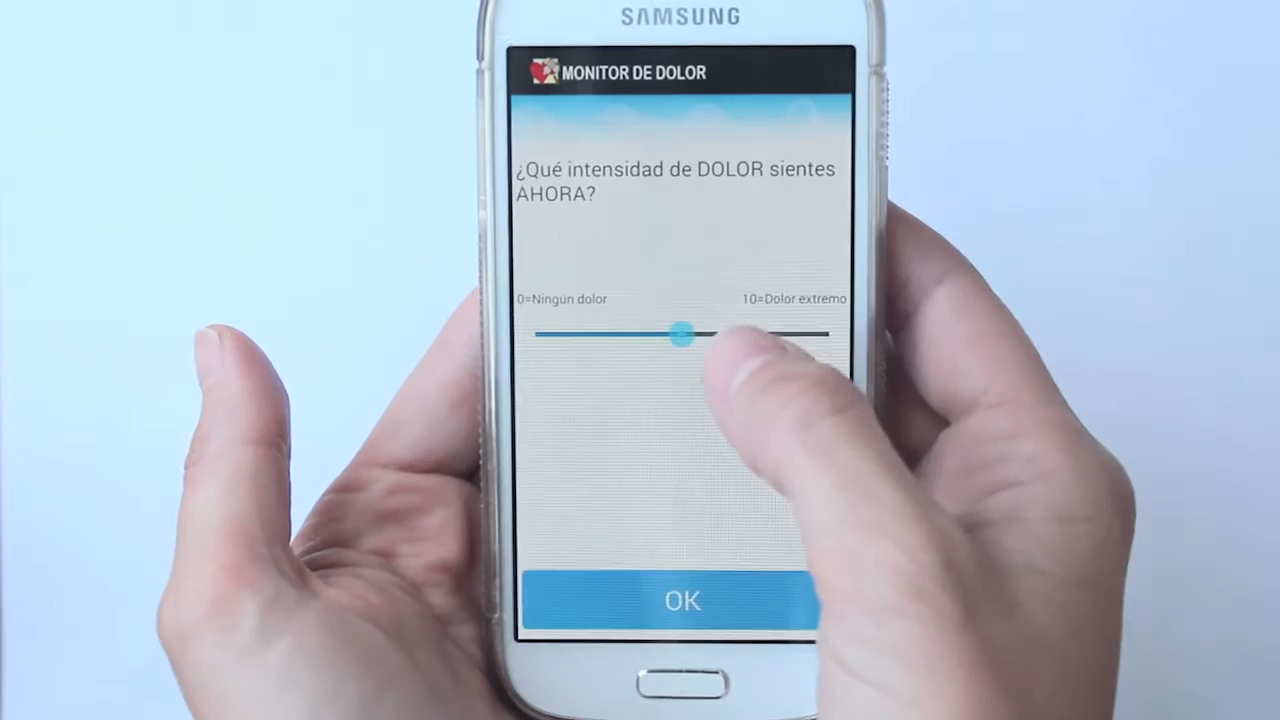 SAMSUNG
MONITOR DE DOLOR
¿Qué intensidad de DOLOR sientes
AHORA?
0=Ningún dolor
10=Dolor extremo
OK